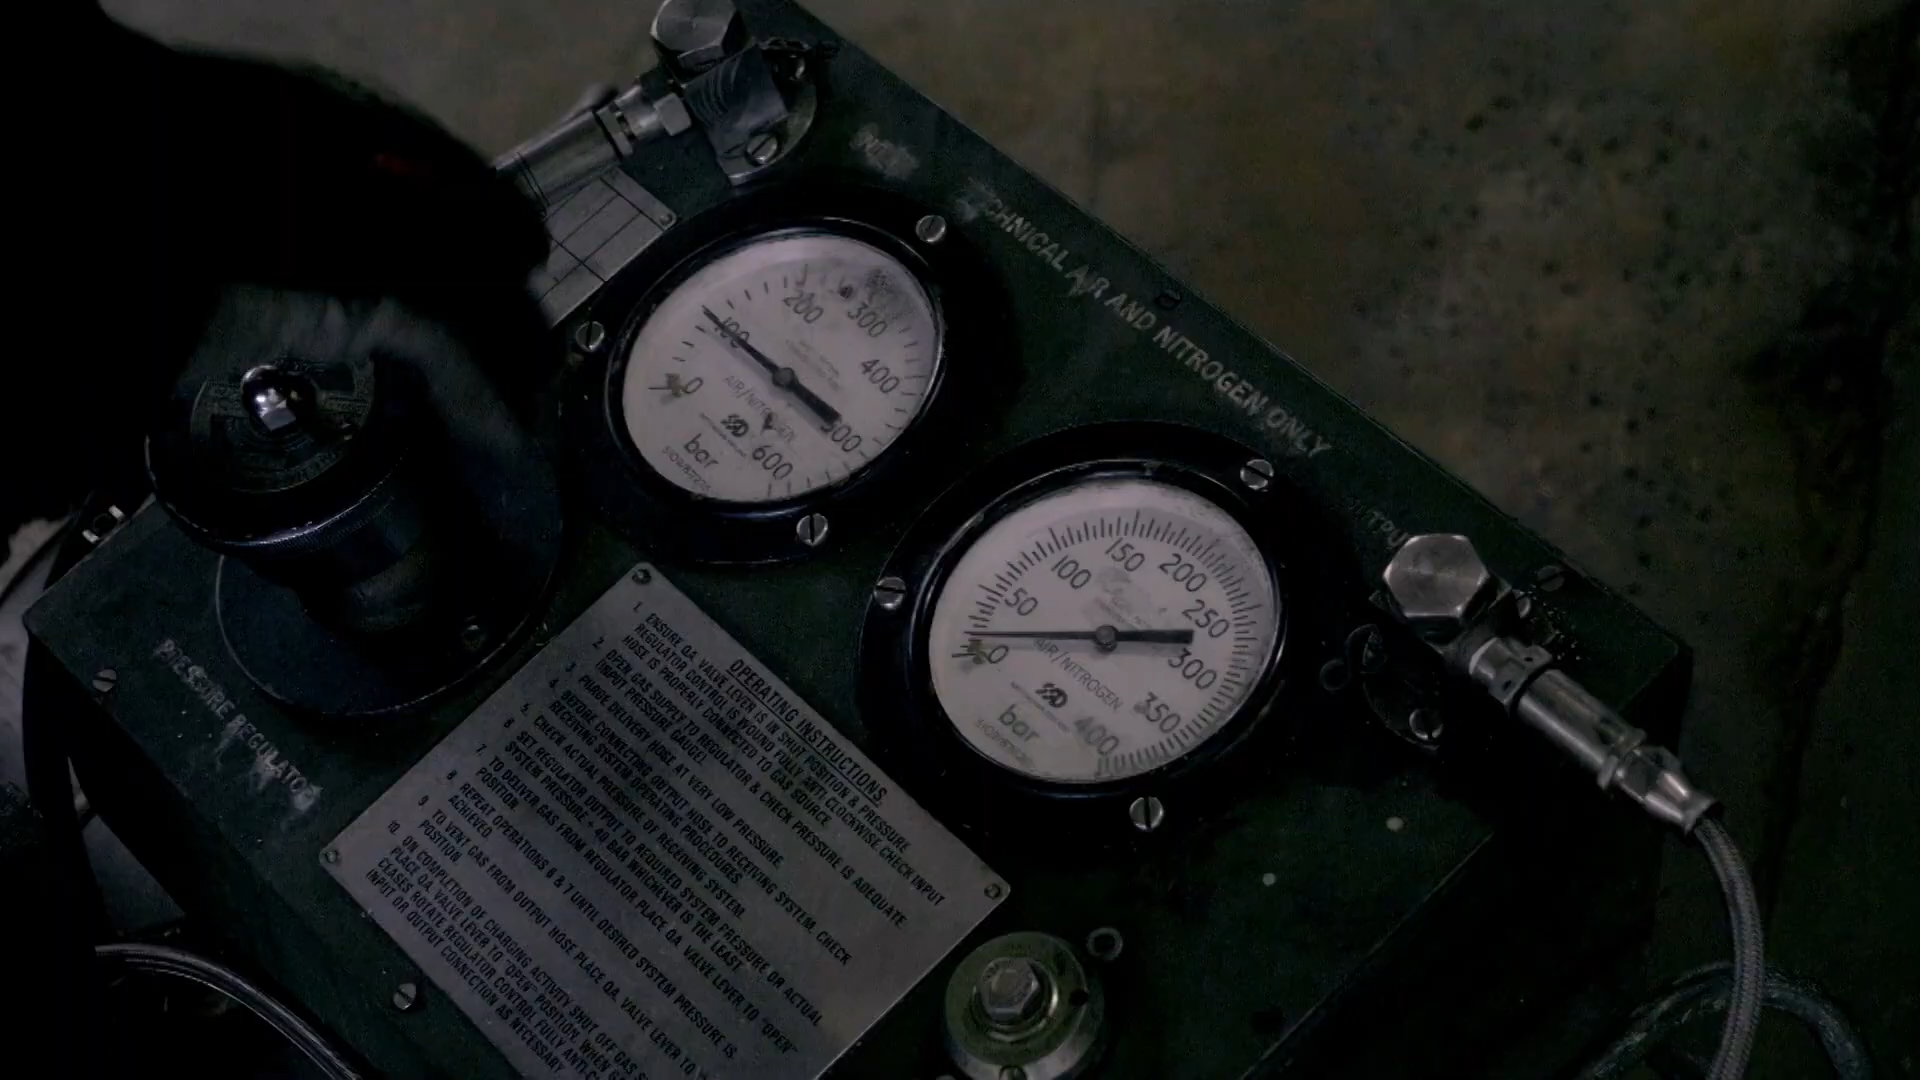 TECHNICAL AIR AND NITROGEN ONLY
200
300
100
400
0
500
AIR/NITROGEN
600
bar
150
200
100
250
50
0
300
AIR/NITROGEN
350
400
bar
PRESSURE REGULATOR
OPERATING INSTRUCTIONS
1. ENSURE Q.A. VALVE LEVER IS IN SHUT POSITION & PRESSURE
REGULATOR CONTROL IS WOUND FULLY ANTI CLOCKWISE. CHECK INPUT
HOSE IS PROPERLY CONNECTED TO GAS SOURCE
2. OPEN GAS SUPPLY TO REGULATOR & CHECK PRESSURE IS ADEQUATE
(INPUT PRESSURE GAUGE)
3. PURGE DELIVERY HOSE AT VERY LOW PRESSURE
4. BEFORE CONNECTING OUTPUT HOSE TO RECEIVING SYSTEM, CHECK
RECEIVING SYSTEM OPERATING PROCEDURES
5. CHECK ACTUAL PRESSURE OF RECEIVING SYSTEM.
6. SET REGULATOR OUTPUT TO REQUIRED SYSTEM PRESSURE OR ACTUAL
SYSTEM PRESSURE + 40 BAR WHICHEVER IS THE LEAST
7. TO DELIVER GAS FROM REGULATOR PLACE Q.A. VALVE LEVER TO "OPEN"
POSITION.
8. REPEAT OPERATIONS 6 & 7 UNTIL DESIRED SYSTEM PRESSURE IS
ACHIEVED
9. TO VENT GAS FROM OUTPUT HOSE PLACE Q.A. VALVE LEVER TO
POSITION.
10. ON COMPLETION OF CHARGING ACTIVITY SHUT OFF GAS
PLACE Q.A. VALVE LEVER TO "OPEN" POSITION. WHEN
CEASES ROTATE REGULATOR CONTROL FULLY
INPUT OR OUTPUT CONNECTION AS NECESSARY